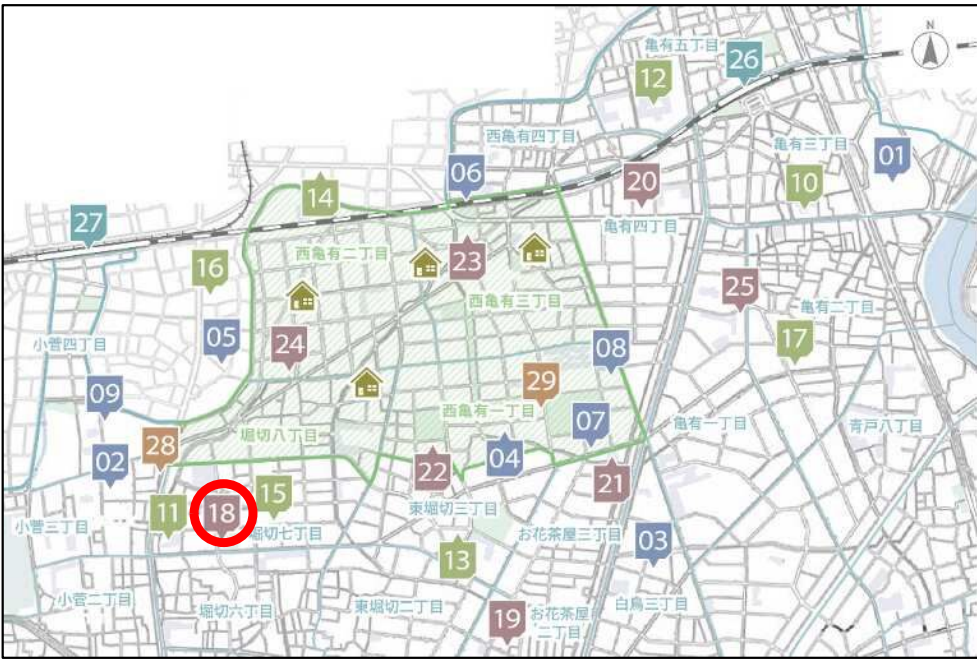 N
亀有五丁目
26
12
西亀有四丁目
亀有三丁目
01
06
20
10
14
27
亀有四丁目
西亀有二丁目
23
16
25
西亀有三丁目
亀有二丁目
小菅四丁目
05
24
17
08
29
09
西亀有一丁目
亀有一丁目
青戸八丁目
堀切八丁目
07
28
02
04
22
21
15
11
18
東堀切三丁目
小菅三丁目
堀切七丁目
お花茶屋三丁目
03
13
小菅二丁目
堀切六丁目
東堀切二丁目
白鳥三丁目
19
お花茶屋
二丁目